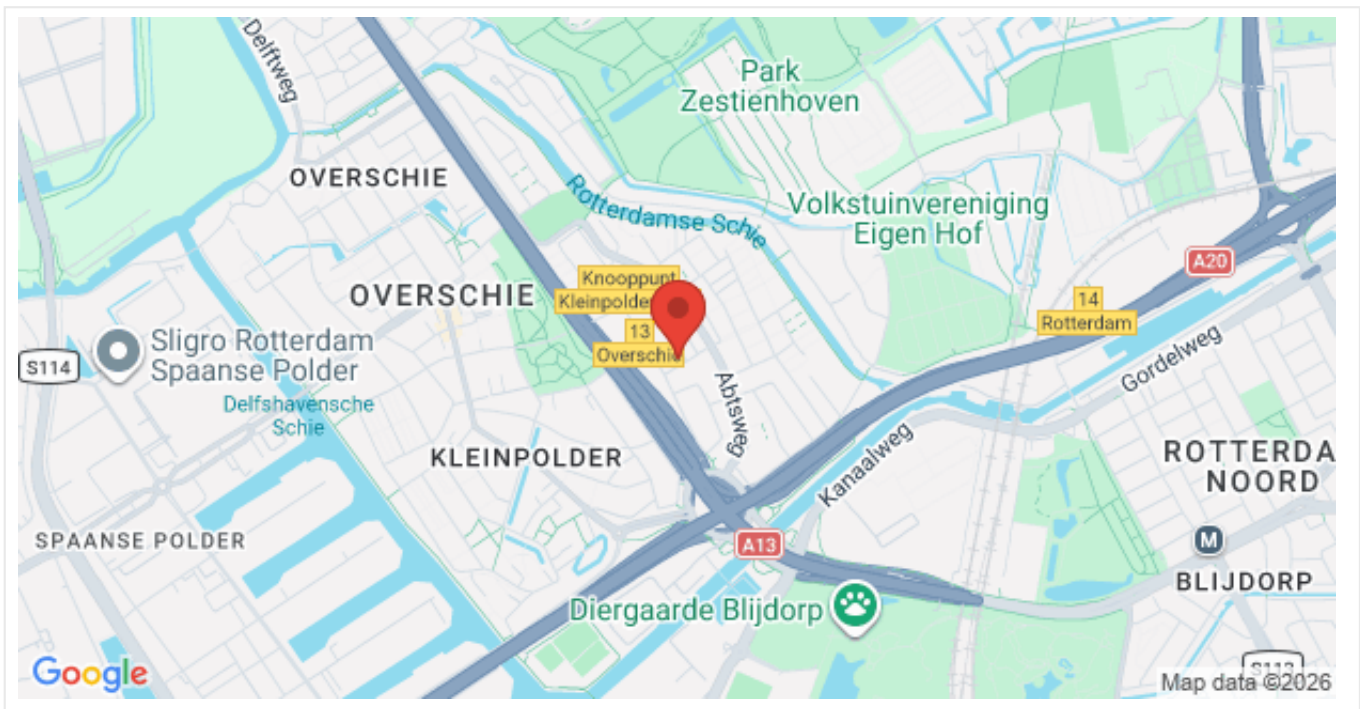 Delftweg
Park
Zestienhoven
OVERSCHIE
Rotterdamse Schie
Volkstuinvereniging
Eigen Hof
A20
Knooppunt
Kleinpolder
OVERSCHIE
14
Rotterdam
13
Overschie
Sligro Rotterdam
Spaanse Polder
S114
Gordelweg
Delfshavensche
Schie
Abtsweg
KLEINPOLDER
Kanaalweg
ROTTERDA
NOORD
SPAANSE POLDER
A13
M
BLIJDORP
Diergaarde Blijdorp
Google
S113
Map data ©2026